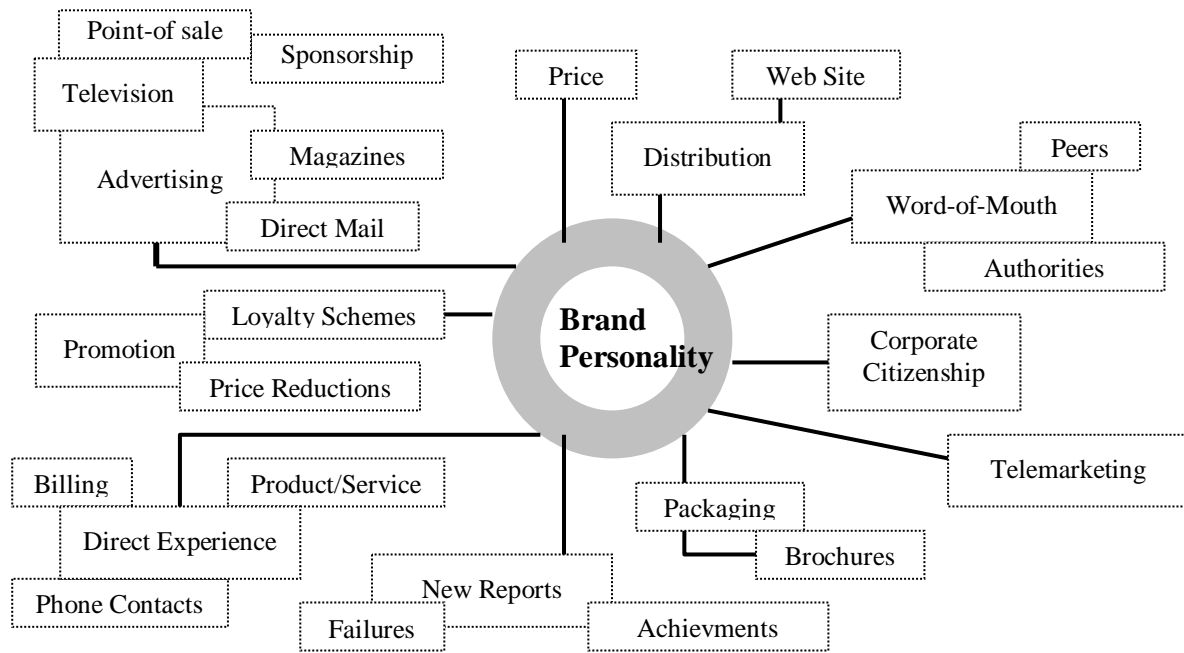 Point-of sale
Sponsorship
Television
Magazines
Advertising
Direct Mail
Price
Web Site
Distribution
Peers
Word-of-Mouth
Authorities
Loyalty Schemes
Promotion
Price Reductions
Brand
Personality
Corporate
Citizenship
Telemarketing
Billing
Product/Service
Direct Experience
Phone Contacts
Packaging
Brochures
New Reports
Failures
Achievments